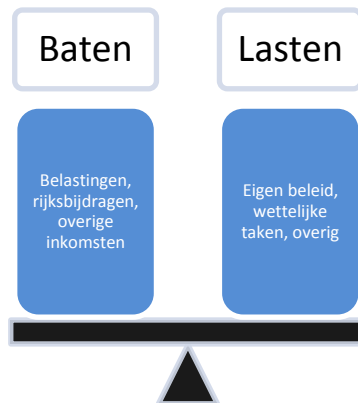 Baten
Lasten
Belastingen,
rijksbijdragen,
overige
inkomsten
Eigen beleid,
wettelijke
taken, overig